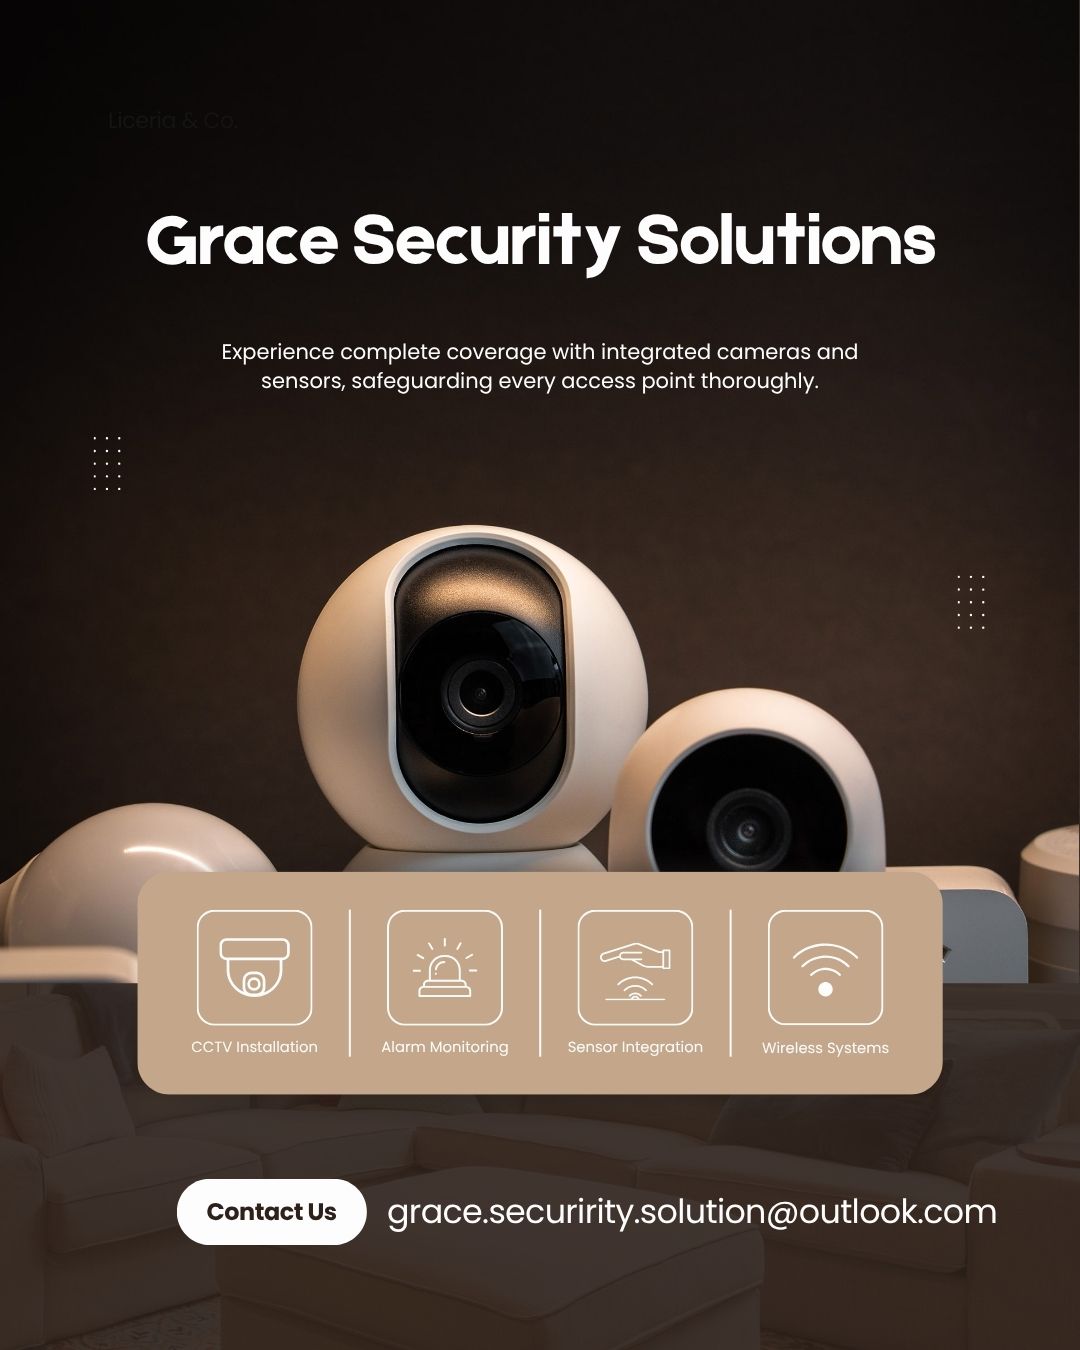 Liceria & Co.
Grace Security Solutions
Experience complete coverage with integrated cameras and
sensors, safeguarding every access point thoroughly.
CCTV Installation
Alarm Monitoring
Sensor Integration
Wireless Systems
Contact Us
grace.securirity.solution@outlook.com